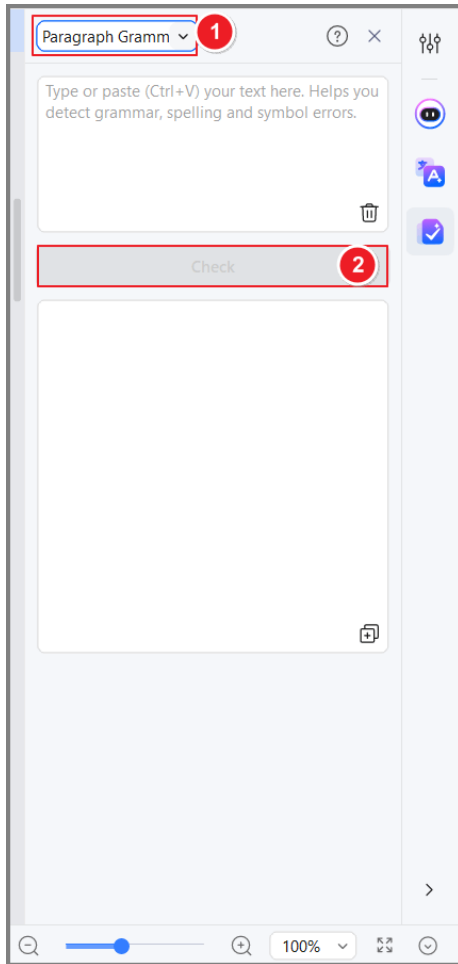 Paragraph Gramm
1
Type or paste (Ctrl+V) your text here. Helps you
detect grammar, spelling and symbol errors.
Check
2
100%